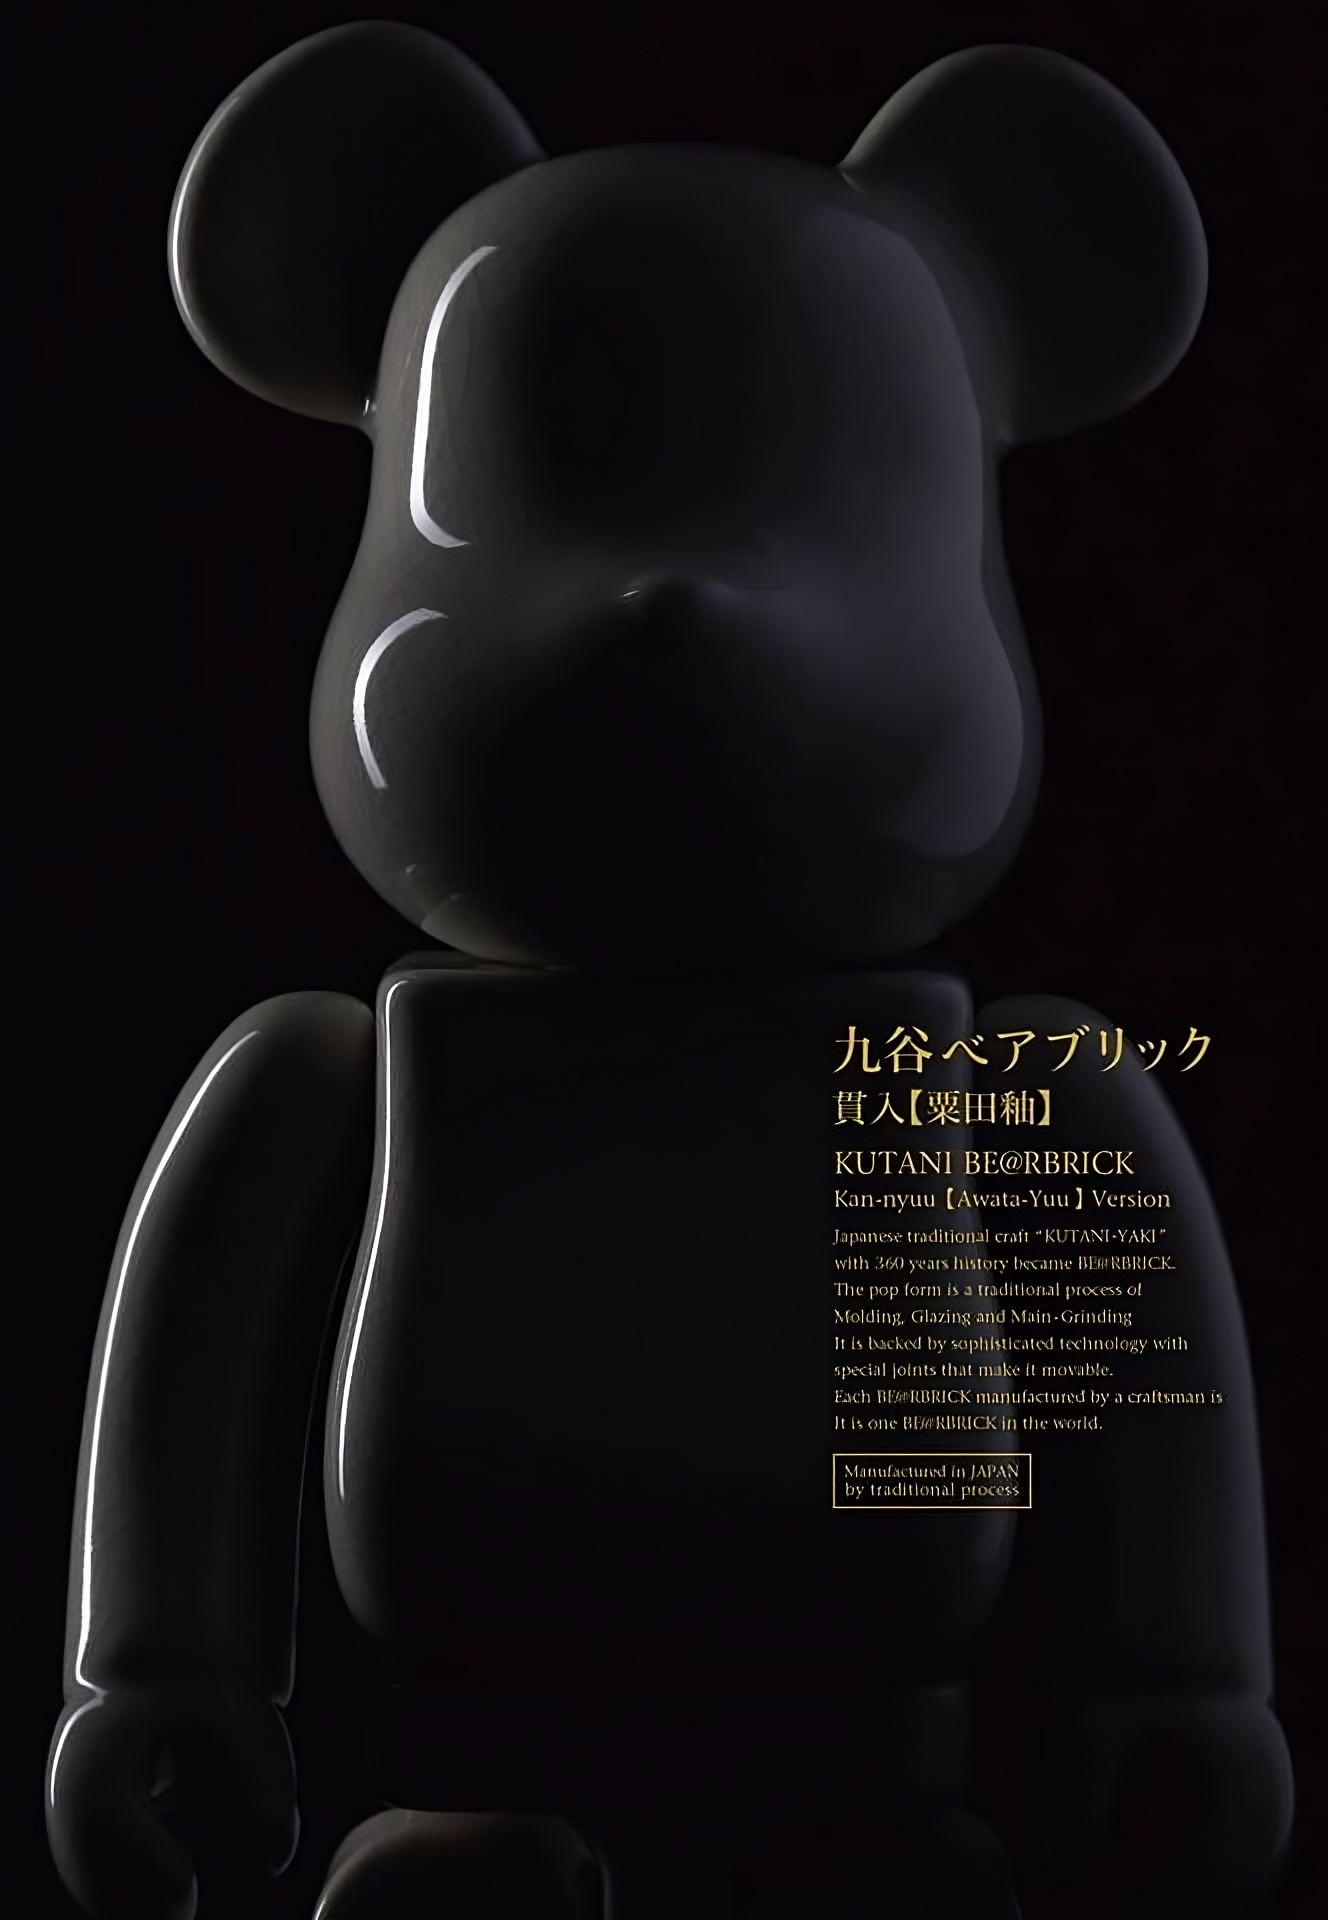 九谷ベアブリック
貫入【粟田釉】
KUTANI BE@RBRICK
Kan-nyuu【Awata-Yuu】Version
Japanese traditional craft "KUTANI-YAKI"
with 360 years history became BE@RBRICK.
The pop form is a traditional process of
Molding, Glazing and Main-Grinding
It is backed by sophisticated technology with
special joints that make it movable.
Each BE@RBRICK manufactured by a craftsman is
It is one BE@RBRICK in the world.
Manufactured in JAPAN
by traditional process